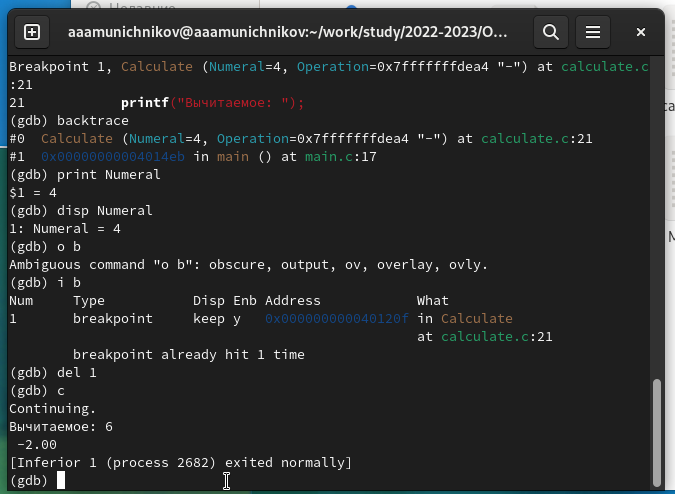 aaamunichnikov@aaamunichnikov:~/work/study/2022-2023/О...
Breakpoint 1, Calculate (Numeral=4, Operation=0x7fffffffdea4 "-") at calculate.c
:21
21 printf("Вычитаемое: ");
(gdb) backtrace
#0 Calculate (Numeral=4, Operation=0x7fffffffdea4 "-") at calculate.c:21
#1 0x00000000004014eb in main () at main.c:17
(gdb) print Numeral
$1 = 4
(gdb) disp Numeral
1: Numeral = 4
(gdb) o b
Ambiguous command "o b": obscure, output, ov, overlay, ovly.
(gdb) i b
Num Type Disp Enb Address What
1 breakpoint keep y 0x000000000040120f in Calculate
at calculate.c:21
breakpoint already hit 1 time
(gdb) del 1
(gdb) c
Continuing.
Вычитаемое: 6
-2.00
[Inferior 1 (process 2682) exited normally]
(gdb)